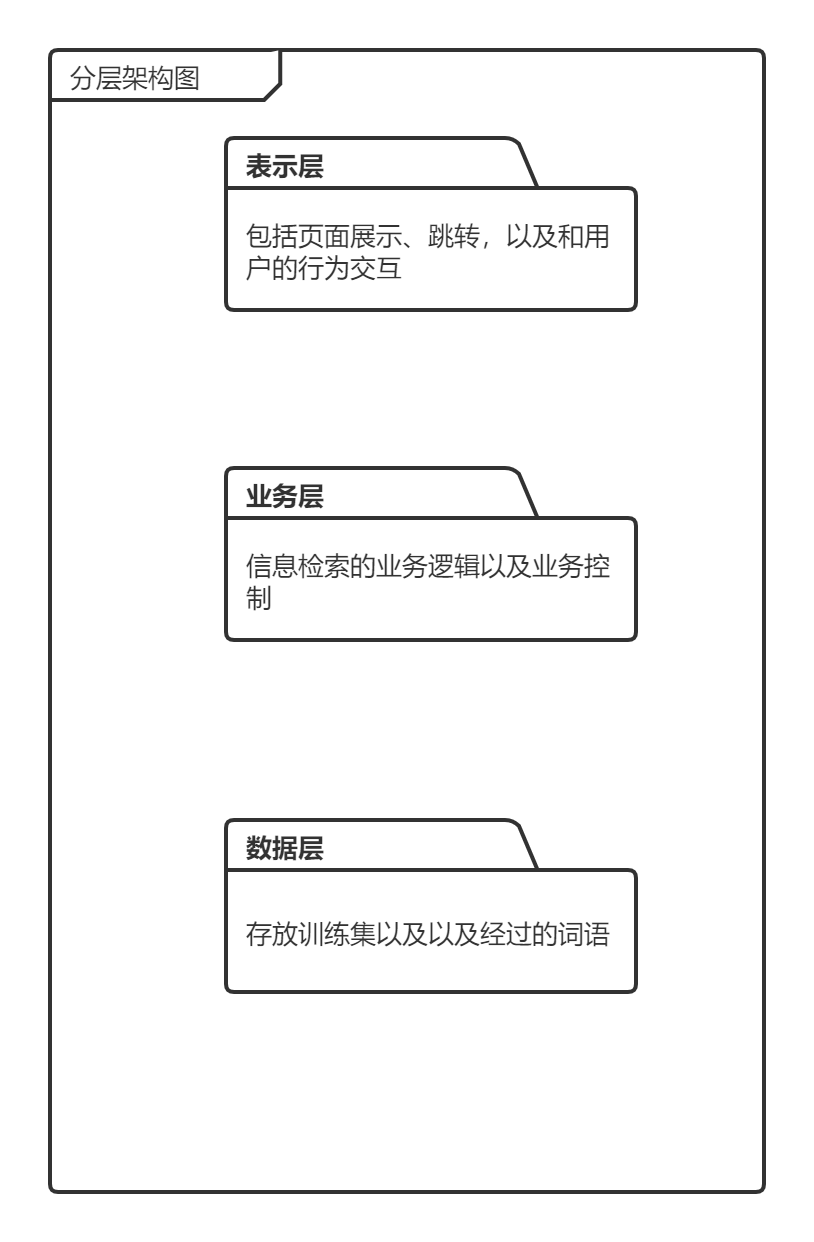 分层架构图
表示层
包括页面展示、跳转，以及和用
户的行为交互
业务层
信息检索的业务逻辑以及业务控
制
数据层
存放训练集以及以及经过的词语